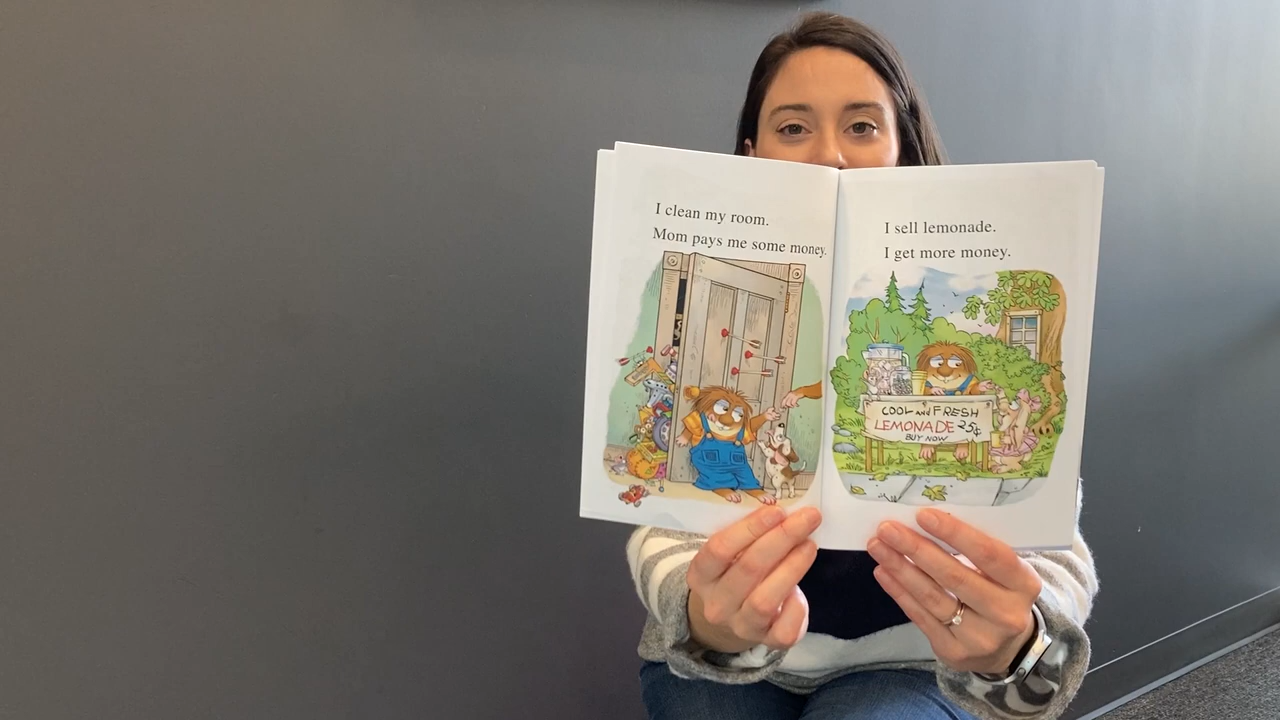 I clean my room.
Mom pays me some money.
I sell lemonade.
I get more money.
COOL and FRESH
LEMONADE 25¢
BUY NOW